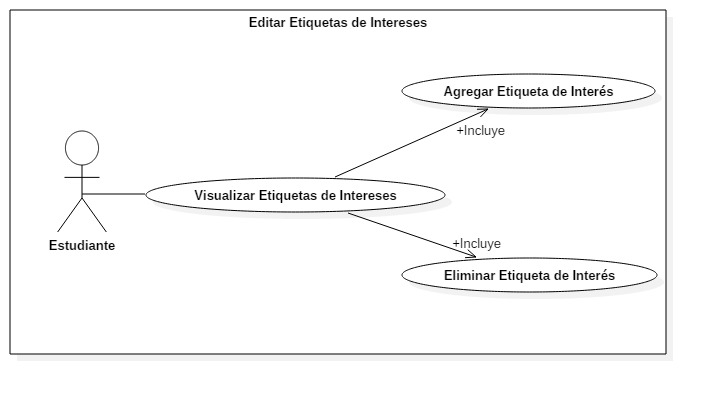 Editar Etiquetas de Intereses
Agregar Etiqueta de Interés
+Incluye
Visualizar Etiquetas de Intereses
Estudiante
+Incluye
Eliminar Etiqueta de Interés